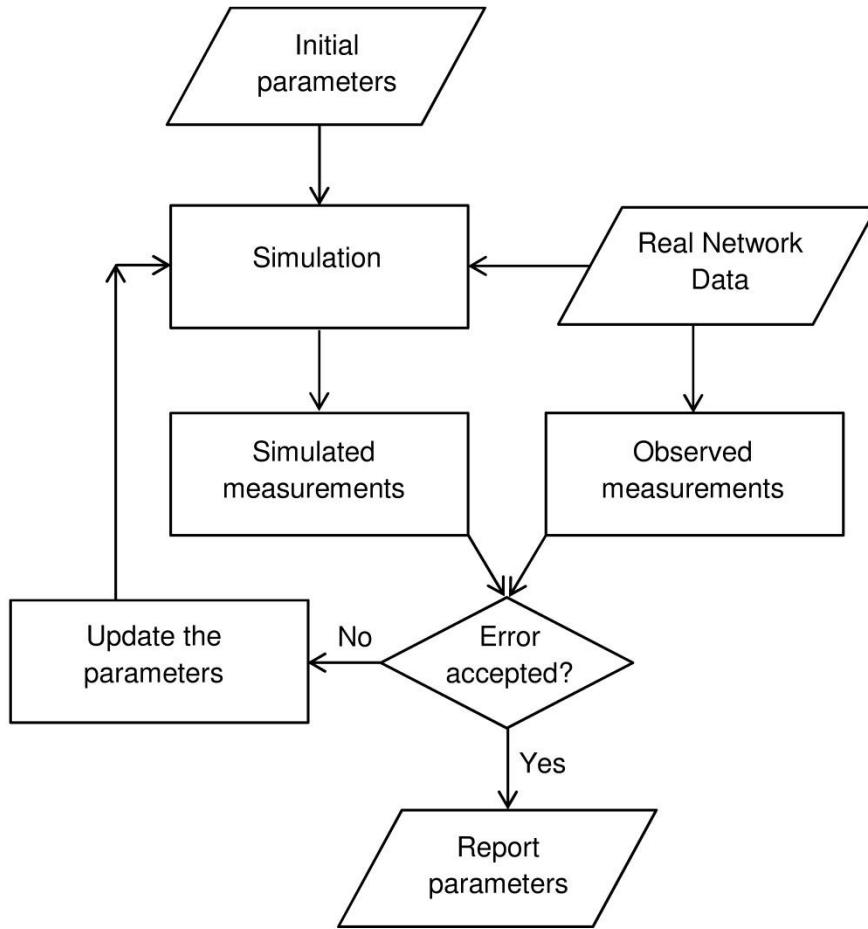 Initial
parameters
Simulation
Real Network
Data
Simulated
measurements
Observed
measurements
Update the
parameters
No
Error
accepted?
Yes
Report
parameters